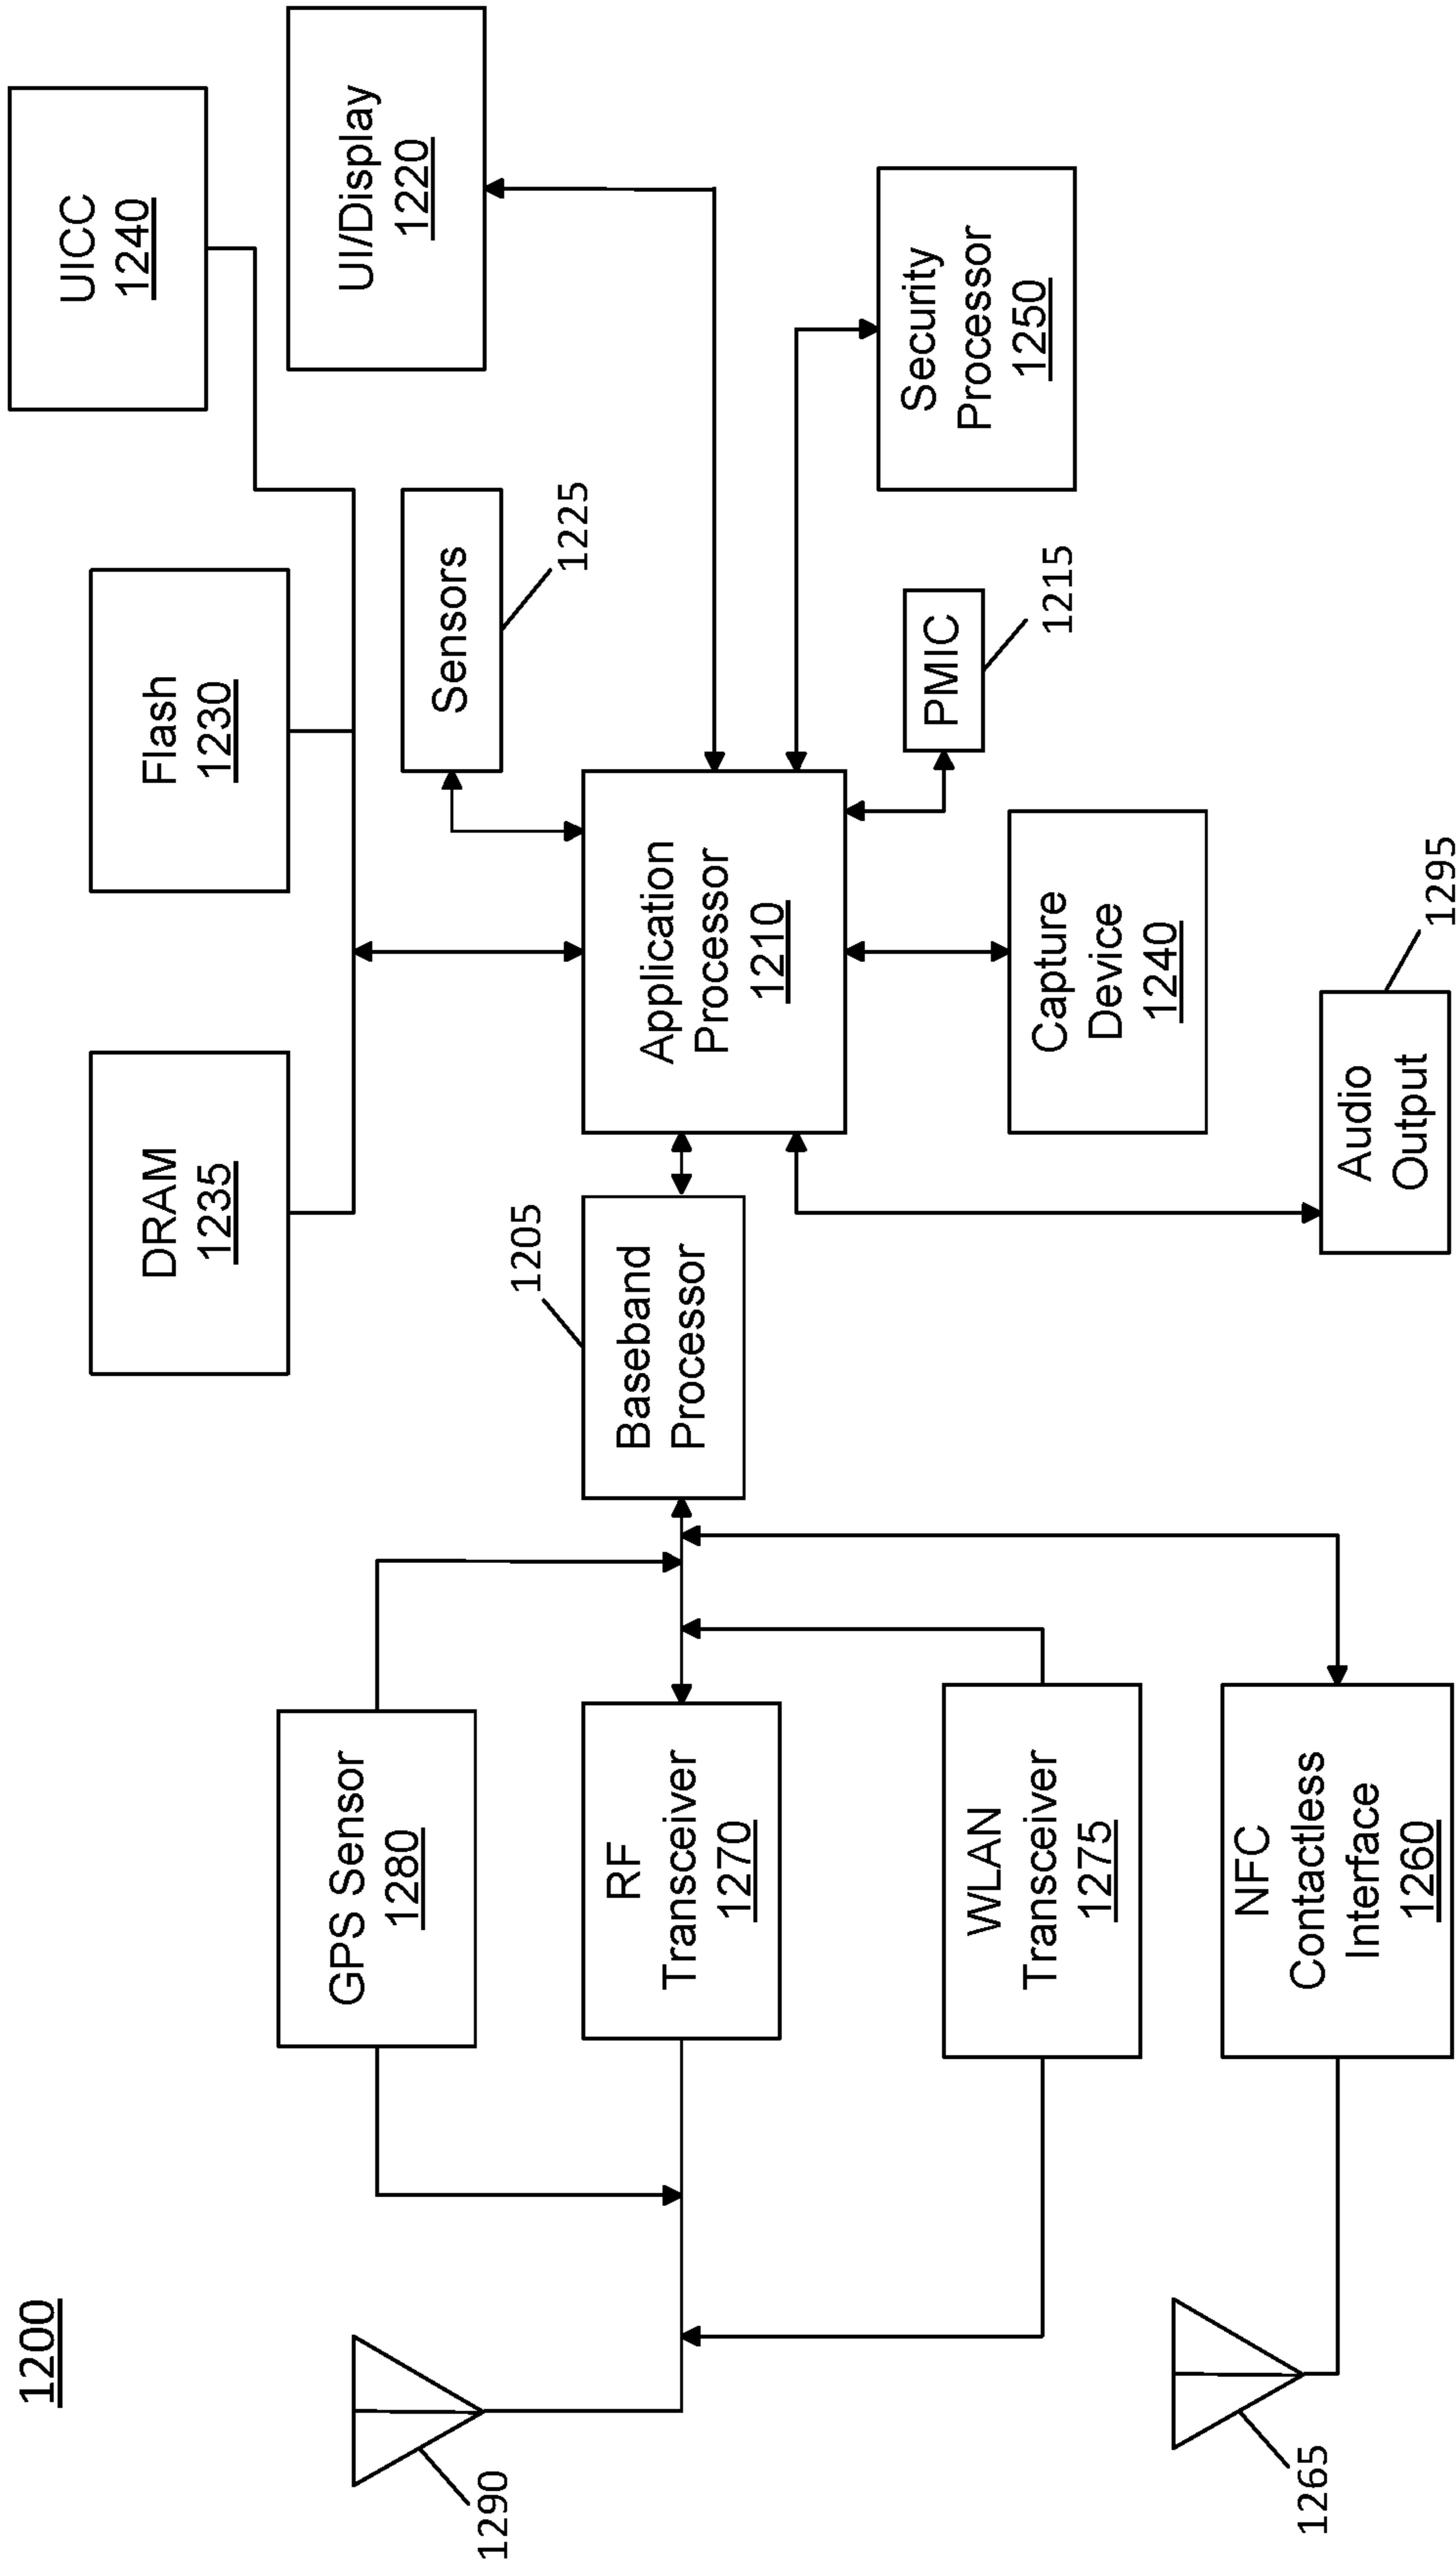 1200
UICC
1240
DRAM
1235
Flash
1230
UI/Display
1220
GPS Sensor
1280
Sensors
1225
1290
1205
RF
Transceiver
1270
Baseband
Processor
Application
Processor
1210
Security
Processor
1250
PMIC
1215
WLAN
Transceiver
1275
Capture
Device
1240
1265
NFC
Contactless
Interface
1260
Audio
Output
1295